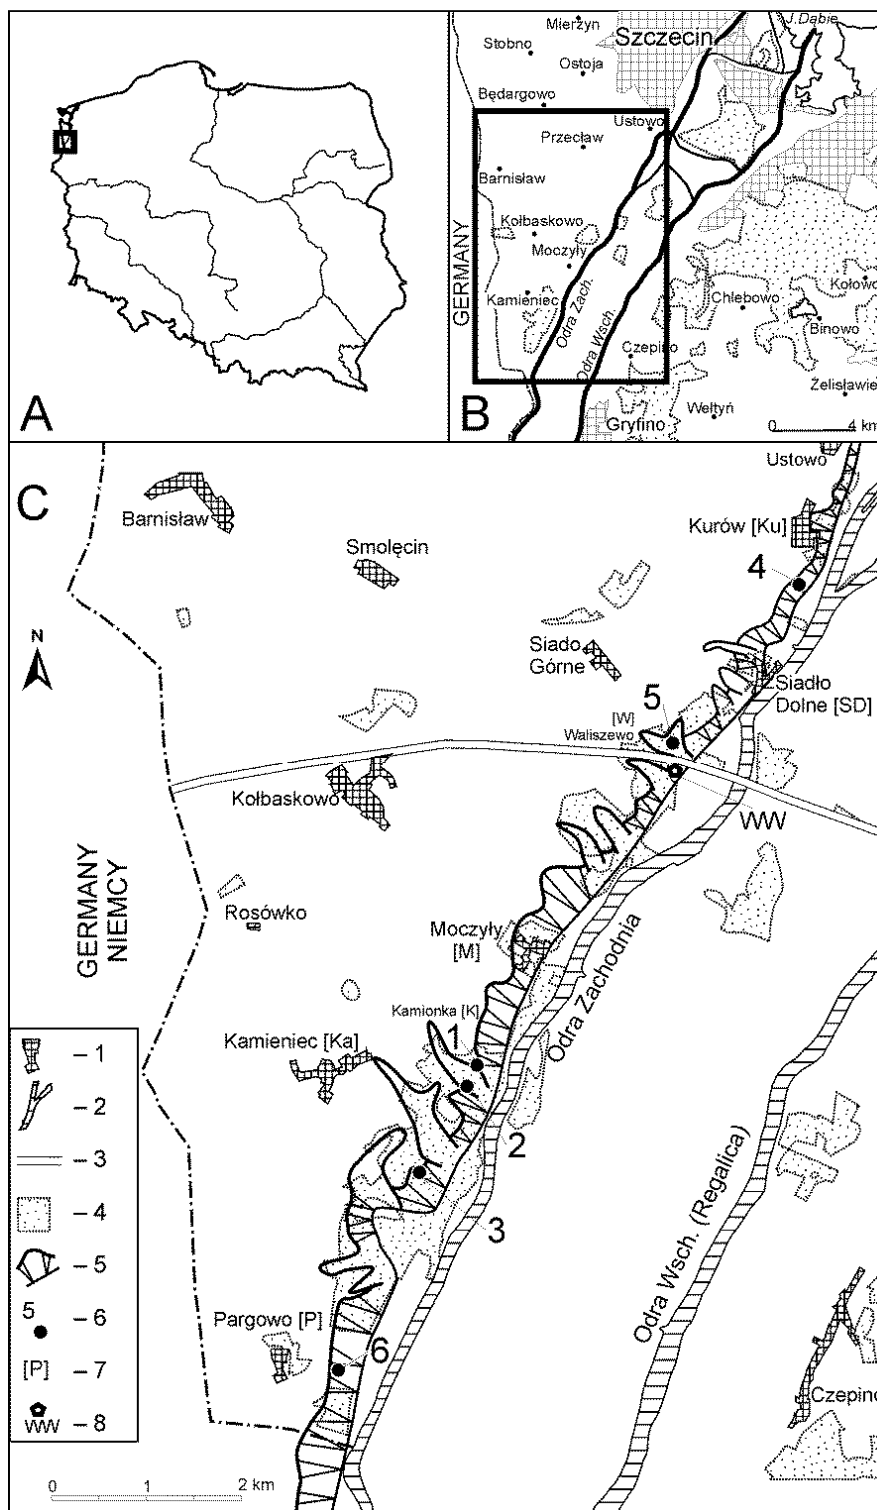 A
Mierzyn
J.Dąbie
Szczecin
Stobno
Ostoja
Będargowo
Ustowo
Przecław
Barnisław
Kołbaskowo
Moczyły
GERMANY
Kamieniec
Odra Zach.
Odra Wsch.
Chlebowo
Kołowo
Binowo
Czepino
Żelisławie
Wełtyń
Gryfino
B
0 4 km
C
Ustowo
Barnisław
Kurów [Ku]
Smolęcin
4
N
Siado
Górne
5
[W]
Waliszewo
Siadło
Dolne [SD]
Kołbaskowo
WW
GERMANY
NIEMCY
Rosówko
Moczyły
[M]
Odra Zachodnia
Kamionka [K]
1
Kamieniec [Ka]
2
3
Odra Wsch. (Regalica)
Pargowo [P]
6
Czepino
– 1
– 2
– 3
– 4
– 5
5 – 6
[P] – 7
WW – 8
0 1 2 km